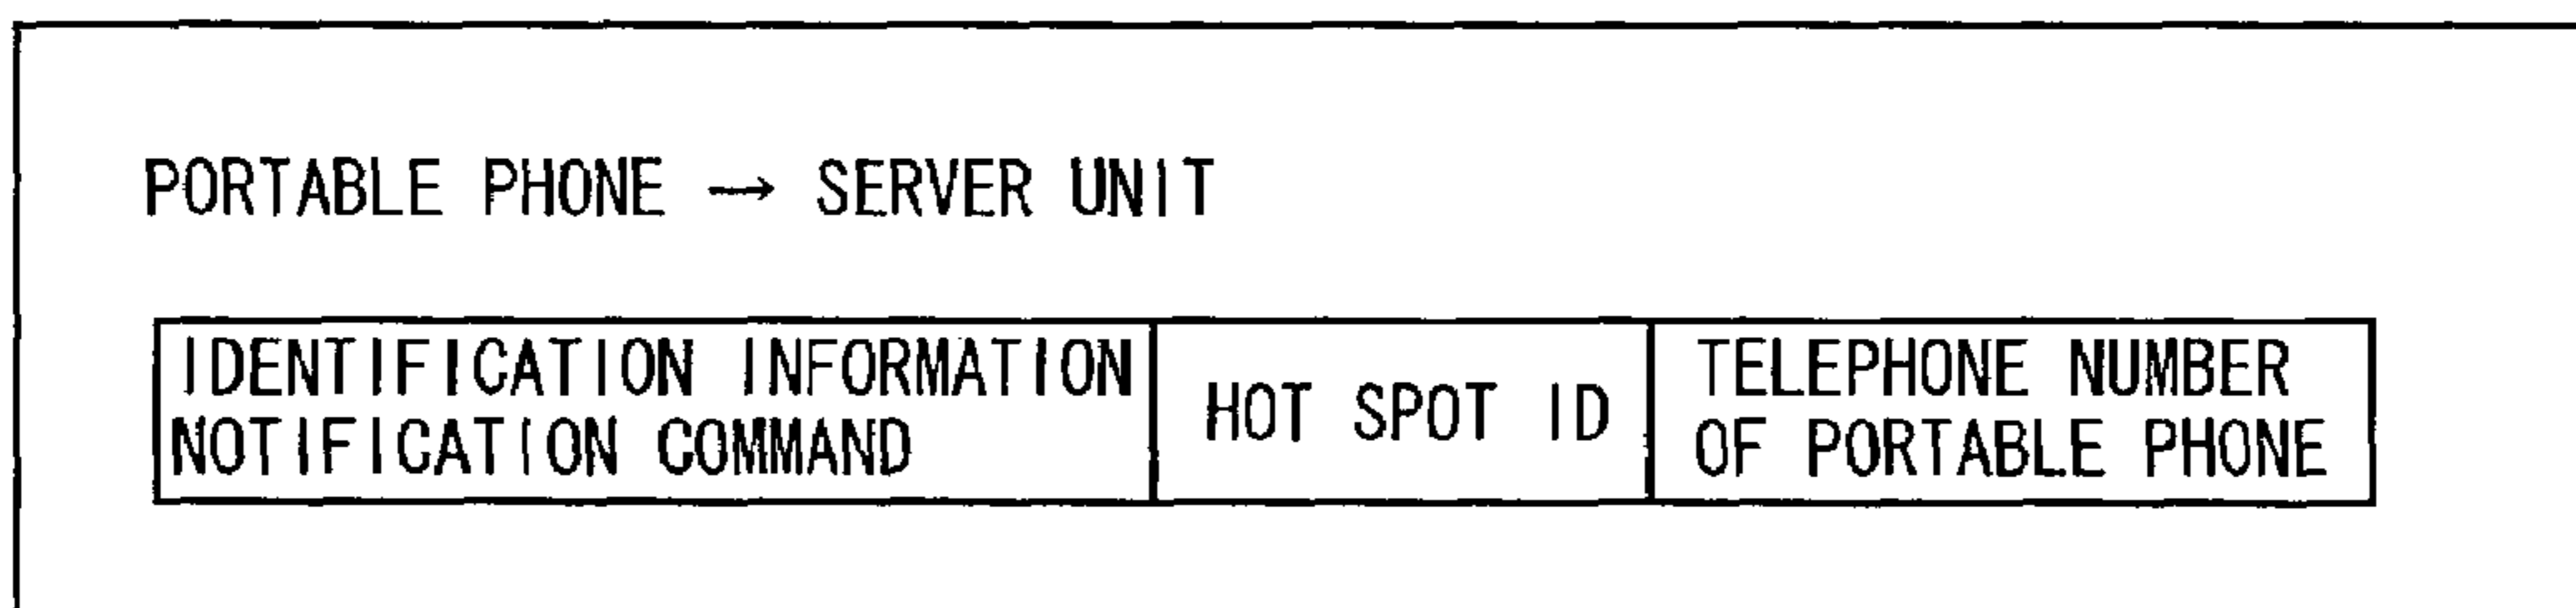 PORTABLE PHONE → SERVER UNIT
IDENTIFICATION INFORMATION
NOTIFICATION COMMAND
HOT SPOT ID
TELEPHONE NUMBER
OF PORTABLE PHONE